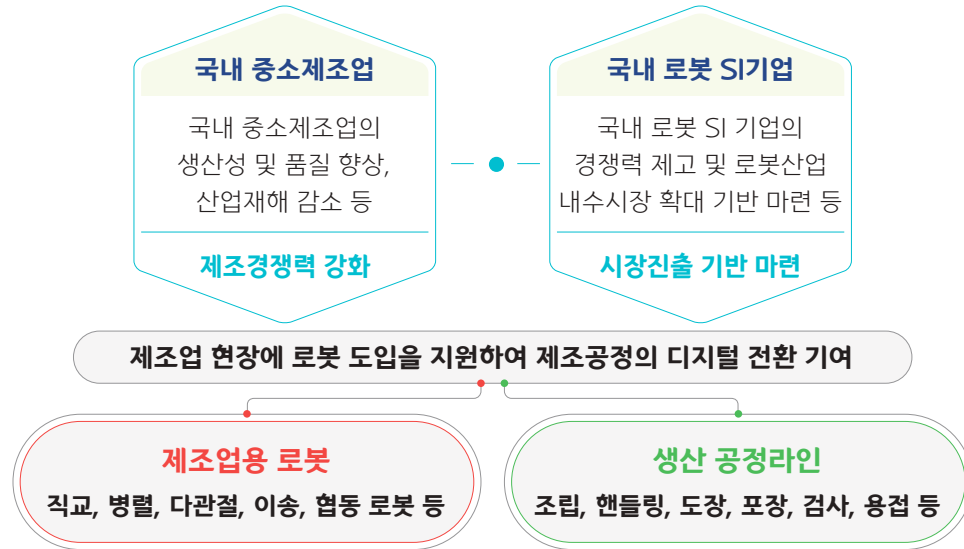 국내 중소제조업
국내 중소제조업의
생산성 및 품질 향상,
산업재해 감소 등
제조경쟁력 강화
국내 로봇 SI기업
국내 로봇 SI 기업의
경쟁력 제고 및 로봇산업
내수시장 확대 기반 마련 등
시장진출 기반 마련
제조업 현장에 로봇 도입을 지원하여 제조공정의 디지털 전환 기여
제조업용 로봇
직교, 병렬, 다관절, 이송, 협동 로봇 등
생산 공정라인
조립, 핸들링, 도장, 포장, 검사, 용접 등